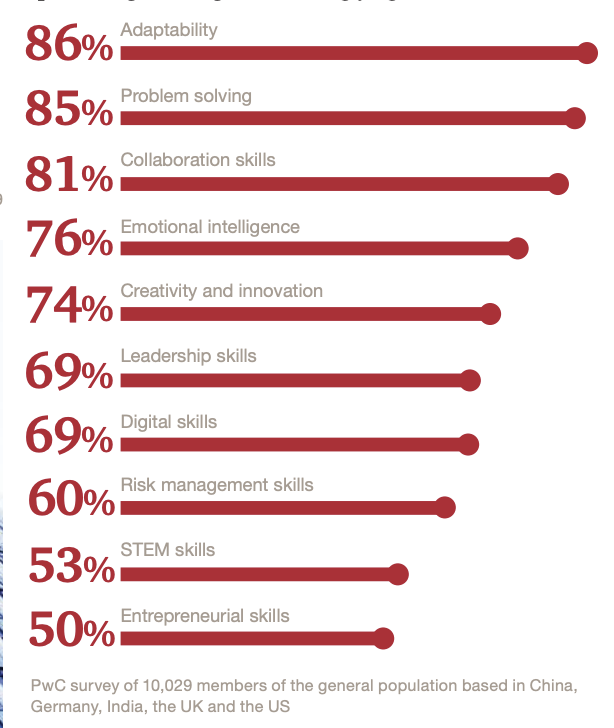 Adaptability
86%
Problem solving
85%
Collaboration skills
81%
Emotional intelligence
76%
Creativity and innovation
74%
Leadership skills
69%
Digital skills
69%
Risk management skills
60%
STEM skills
53%
Entrepreneurial skills
50%
PwC survey of 10,029 members of the general population based in China,
Germany, India, the UK and the US